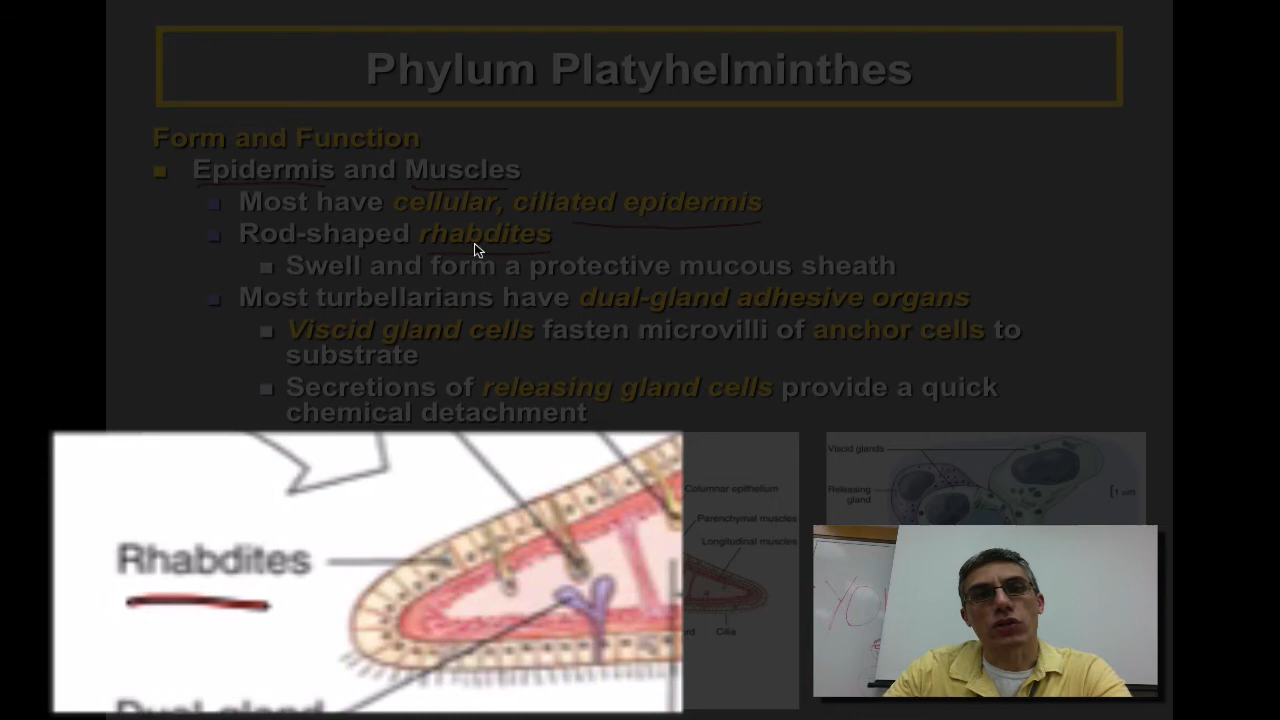 Phylum Platyhelminthes
Form and Function
Epidermis and Muscles
Most have cellular, ciliated epidermis
Rod-shaped rhabdites
Swell and form a protective mucous sheath
Most turbellarians have dual-gland adhesive organs
Viscid gland cells fasten microvilli of anchor cells to
substrate
Secretions of releasing gland cells provide a quick
chemical detachment
Rhabdites
Dual-gland
Columnar epithelium
Parenchymal muscles
Longitudinal muscles
Cilia
Viscid glands
Releasing
gland